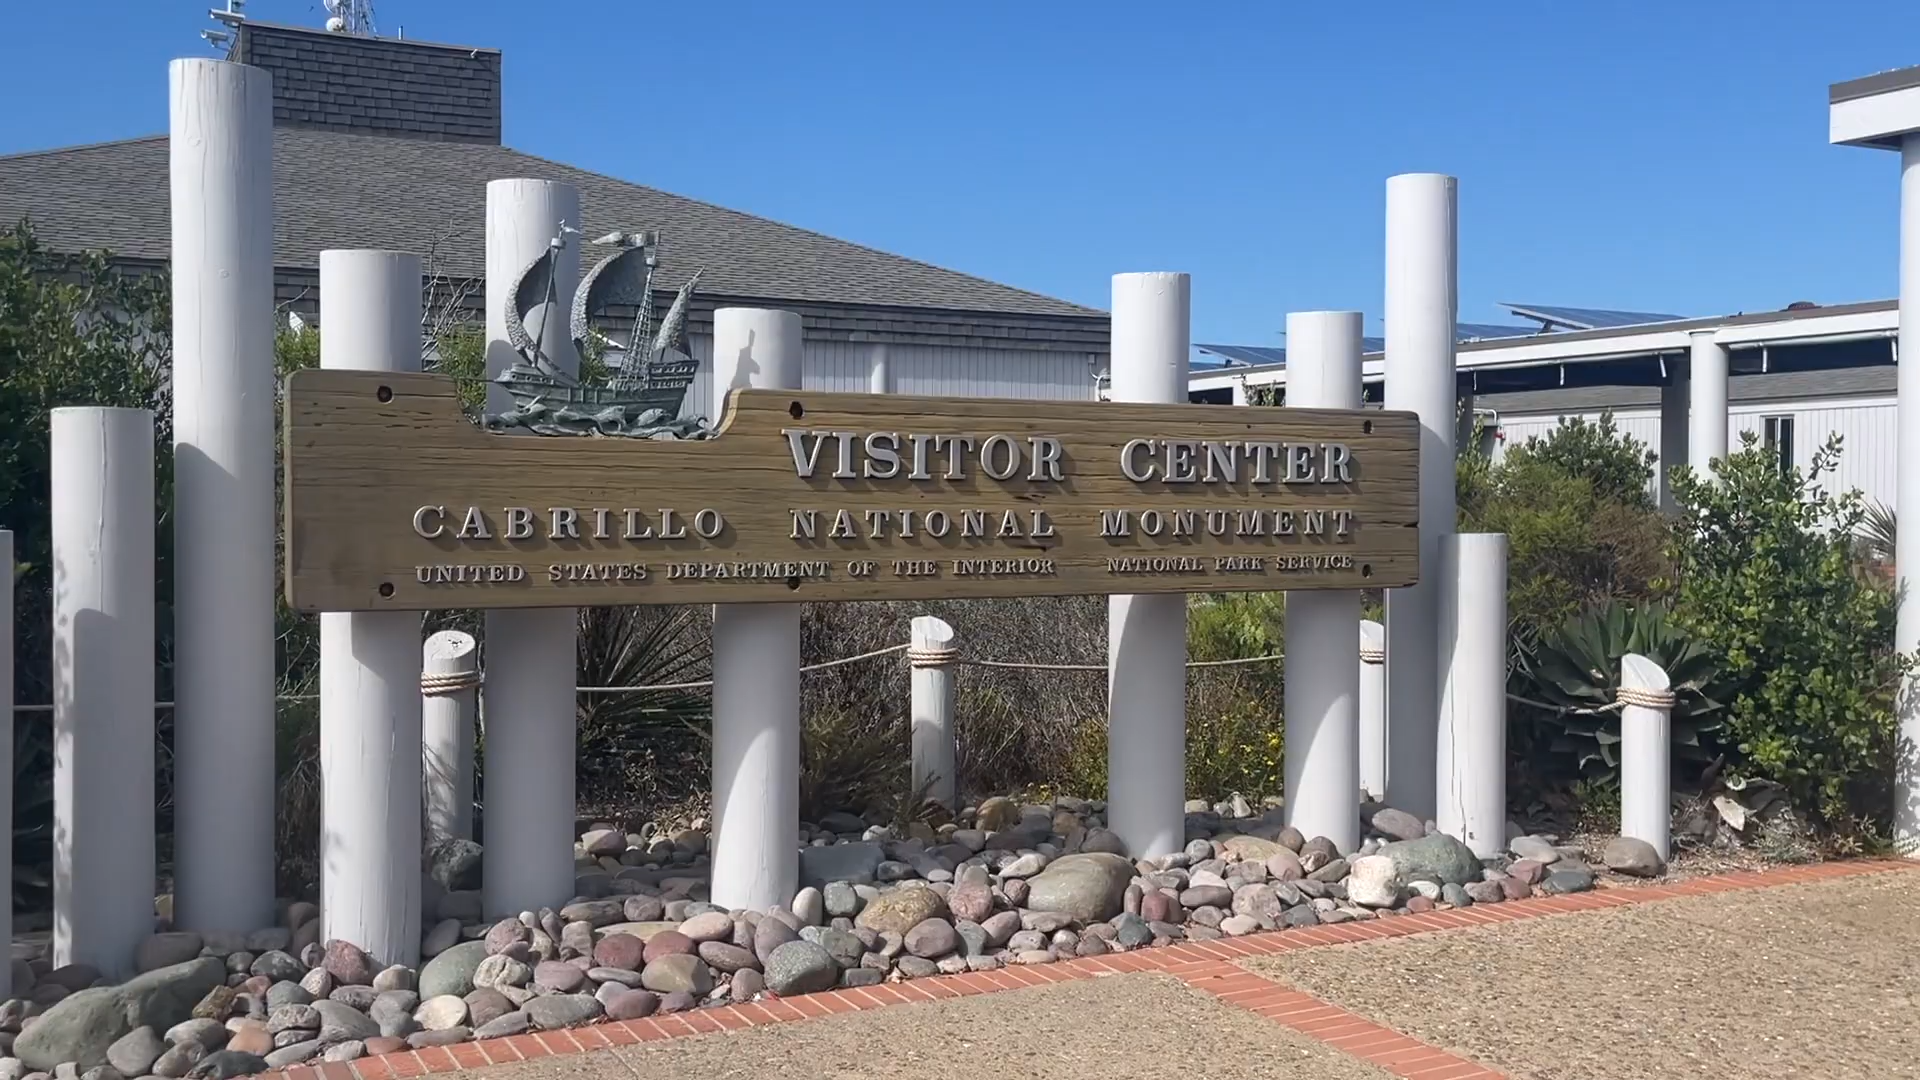 VISITOR CENTER
CABRILLO NATIONAL MONUMENT
UNITED STATES DEPARTMENT OF THE INTERIOR NATIONAL PARK SERVICE